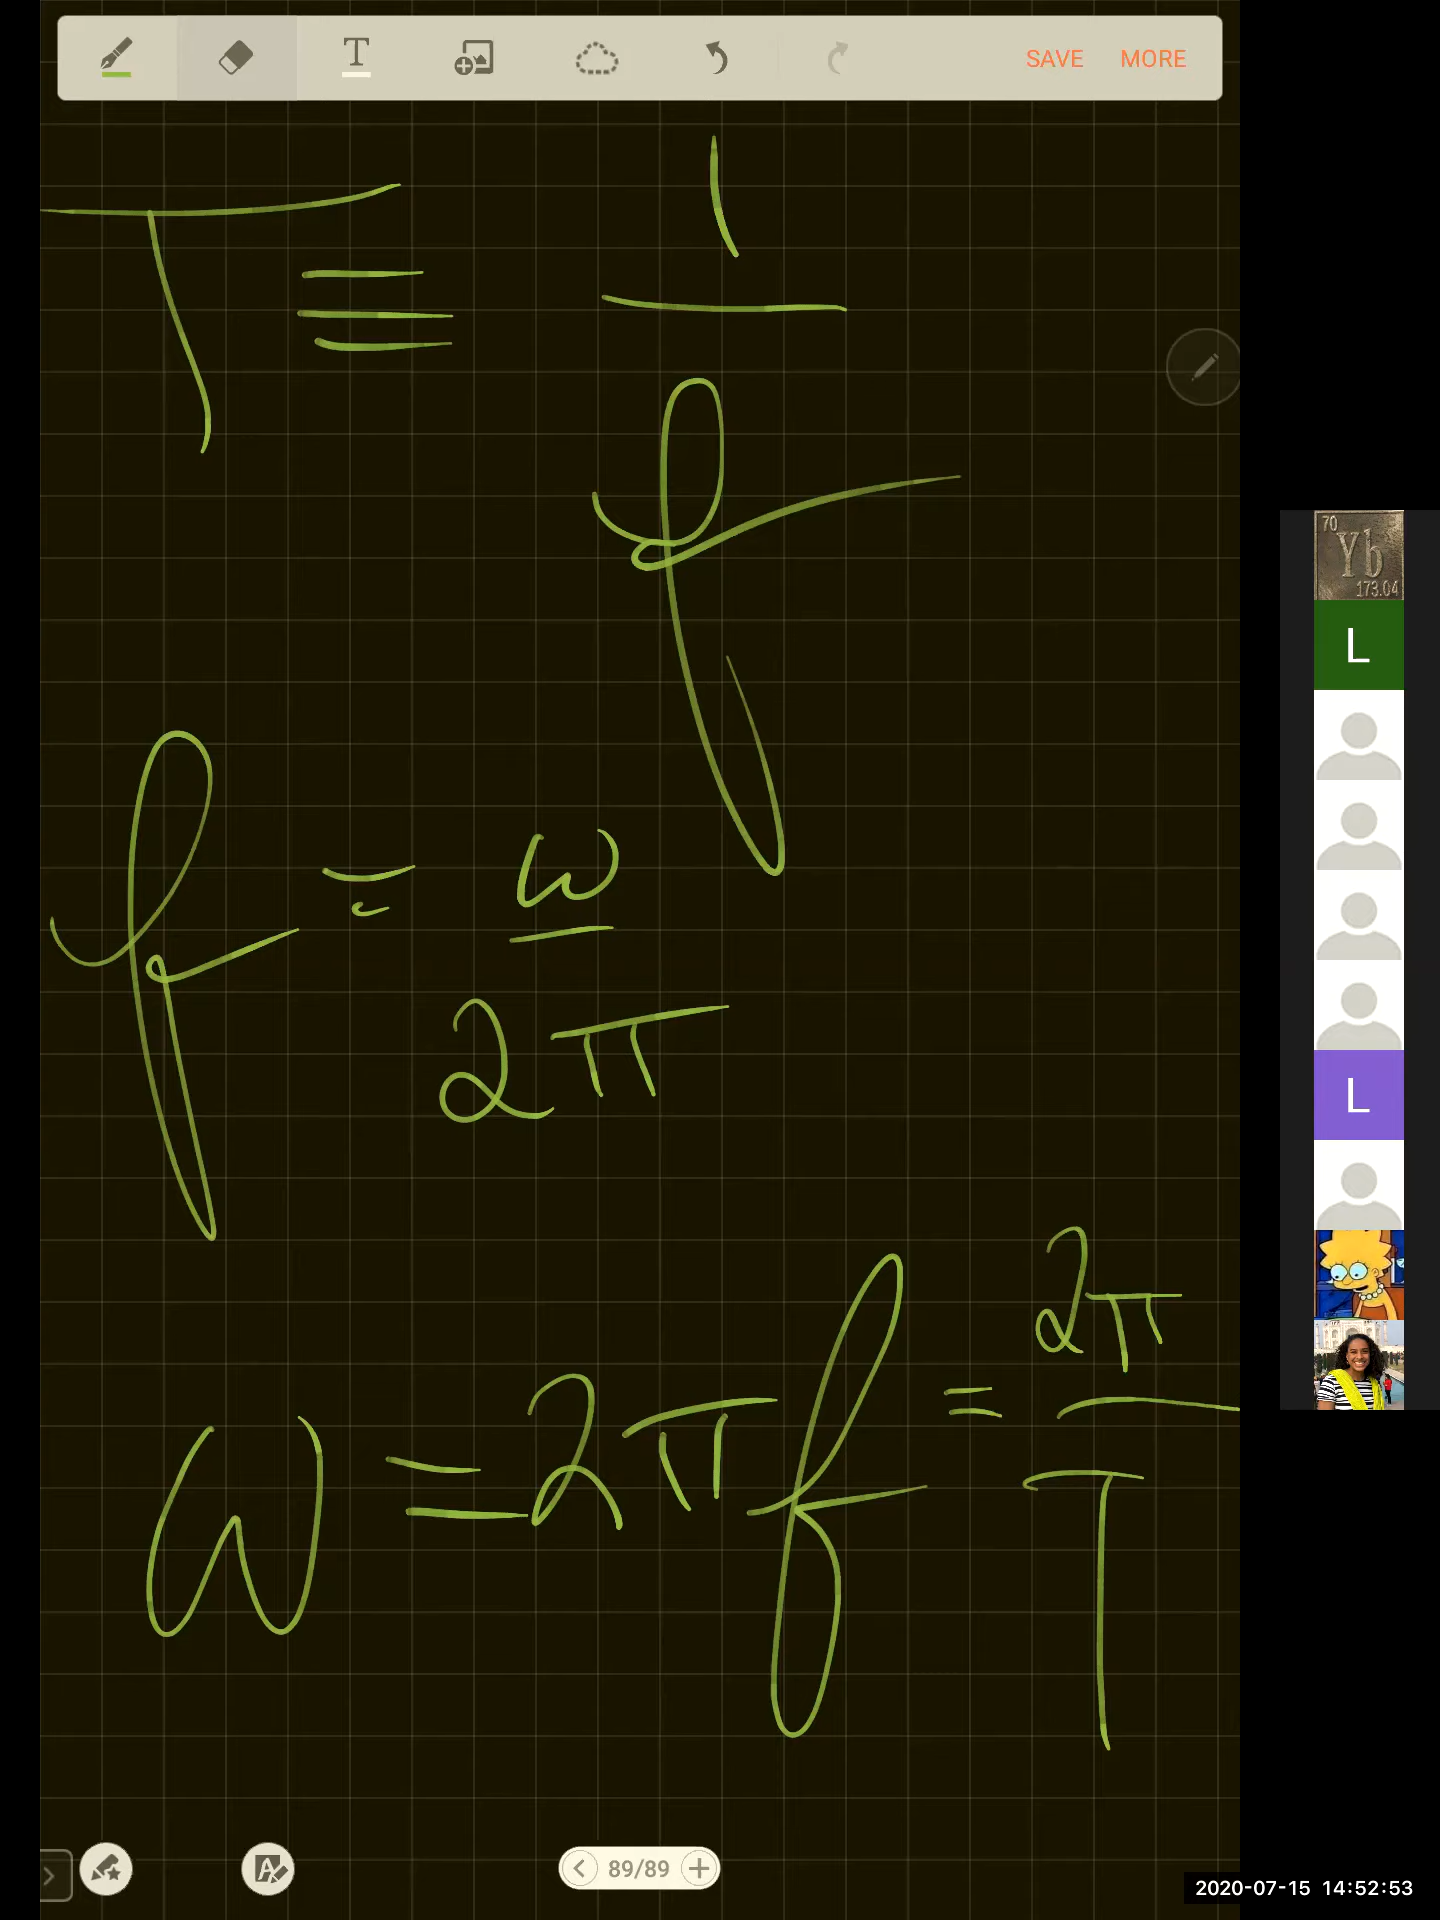 T
SAVE MORE
T ≡ 1/f
70
Yb
173.04
L
f = ω/2π
L
ω = 2πf = 2π/T
A
89/89
2020-07-15 14:52:53